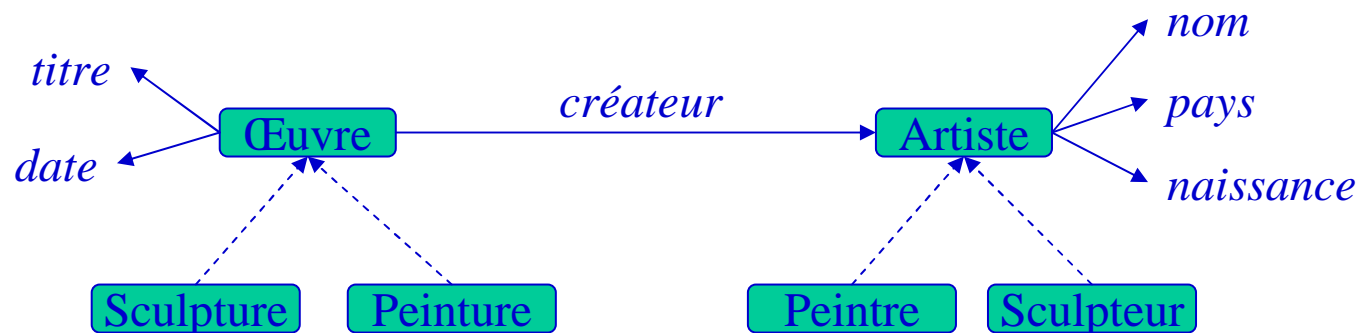 nom
titre
créateur
pays
Œuvre
Artiste
date
naissance
Sculpture
Peinture
Peintre
Sculpteur